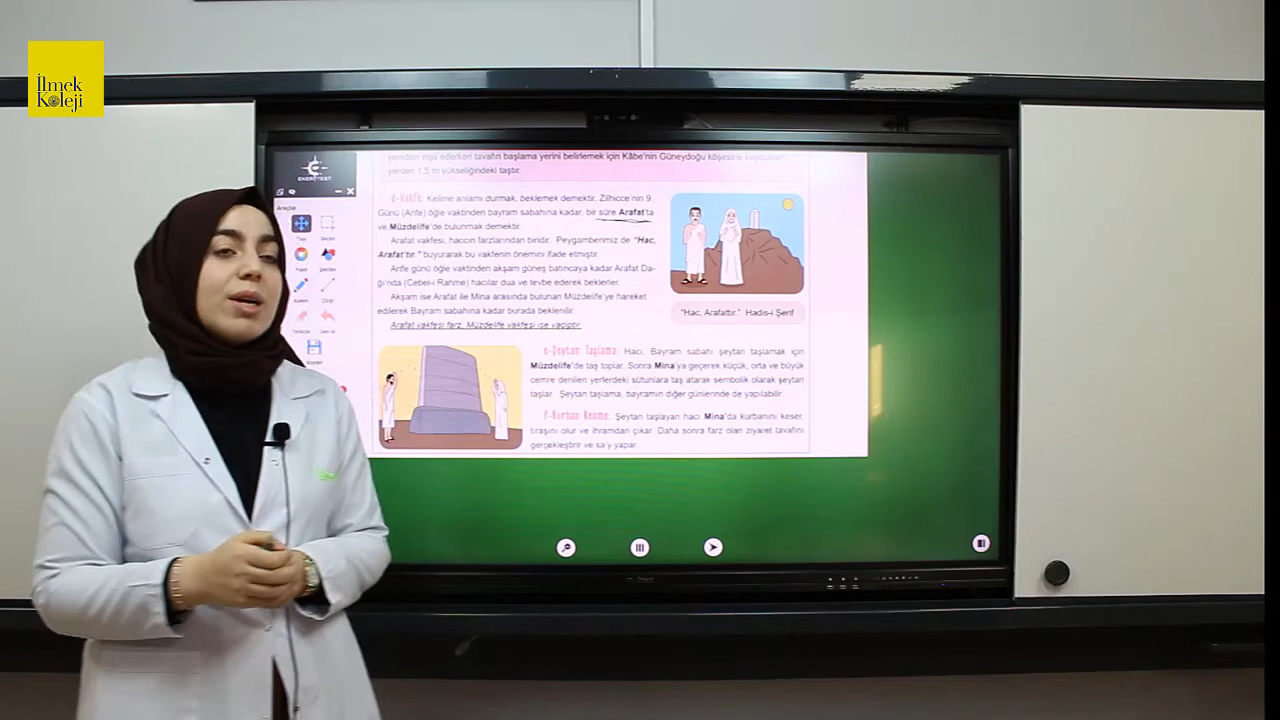 İlmek
Koleji
yeniden inşa ederken tavafın başlama yerini belirlemek için Kâbe'nin Güneydoğu köşesine koydukları
yerden 1,5 m yüksekliğindeki taştır.
EKER TEST
Araçlar
d-Vakfe: Kelime anlamı durmak, beklemek demektir. Zilhicce'nin 9.
Günü (Arife) öğle vaktinden bayram sabahına kadar, bir süre Arafat'ta
ve Müzdelife'de bulunmak demektir.
Arafat vakfesi, haccın farzlarından biridir. Peygamberimiz de "Hac,
Arafat'tır." buyurarak bu vakfenin önemini ifade etmiştir.
Arife günü öğle vaktinden akşam güneş batıncaya kadar Arafat Da-
ğı'nda (Cebel-i Rahme) hacılar dua ve tevbe ederek beklerler.
Akşam ise Arafat ile Mina arasında bulunan Müzdelife'ye hareket
edilerek Bayram sabahına kadar burada beklenilir.
Arafat vakfesi farz, Müzdelife vakfesi ise vaciptir.
"Hac, Arafattır." Hadis-i Şerif
e-Şeytan Taşlama: Hacı, Bayram sabahı şeytan taşlamak için
Müzdelife'de taş toplar. Sonra Mina'ya geçerek küçük, orta ve büyük
cemre denilen yerlerdeki sütunlara taş atarak sembolik olarak şeytan
taşlar. Şeytan taşlama, bayramın diğer günlerinde de yapılabilir.
f-Kurban Kesme: Şeytan taşlayan hacı Mina'da kurbanını keser,
tıraşını olur ve ihramdan çıkar. Daha sonra farz olan ziyaret tavafını
gerçekleştirir ve sa'y yapar.